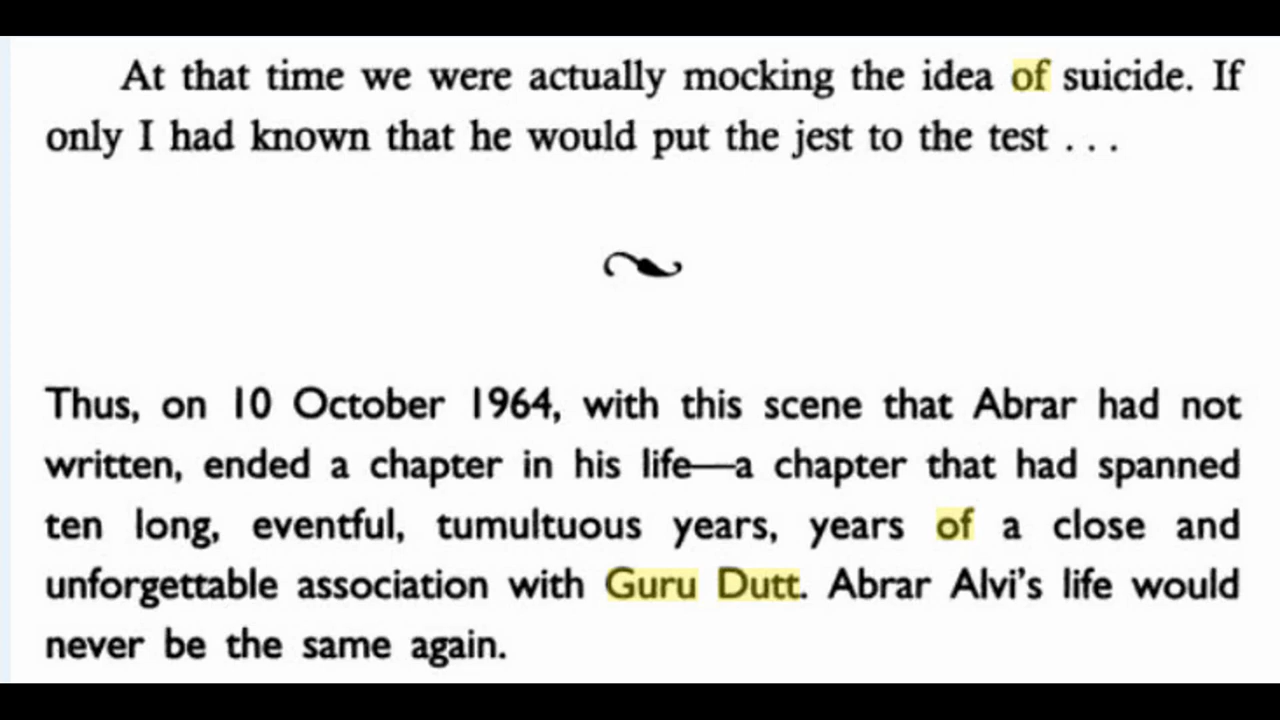 At that time we were actually mocking the idea of suicide. If
only I had known that he would put the jest to the test . . .
Thus, on 10 October 1964, with this scene that Abrar had not
written, ended a chapter in his life—a chapter that had spanned
ten long, eventful, tumultuous years, years of a close and
unforgettable association with Guru Dutt. Abrar Alvi’s life would
never be the same again.